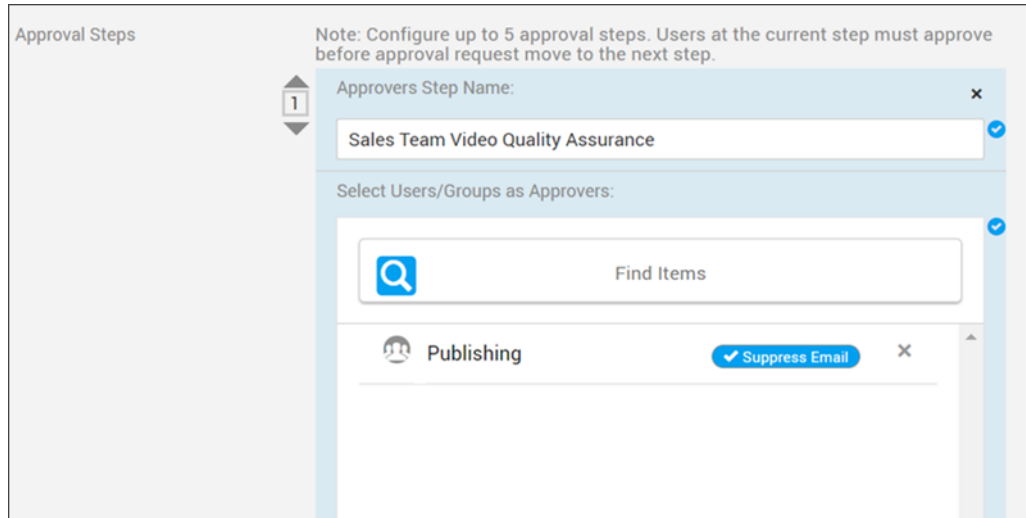 Approval Steps
Note: Configure up to 5 approval steps. Users at the current step must approve
before approval request move to the next step.
1
Approvers Step Name:
Sales Team Video Quality Assurance
Select Users/Groups as Approvers:
Find Items
Publishing
Suppress Email